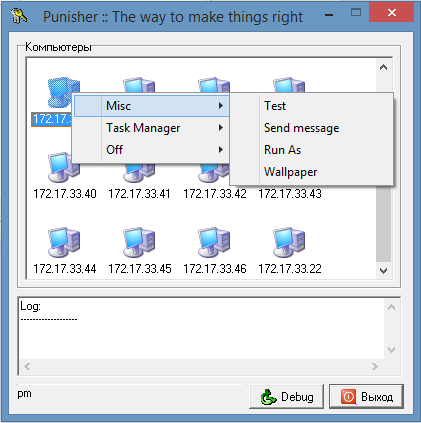 Punisher :: The way to make things right
Компьютеры
172.17.
Misc
Test
Task Manager
Send message
Off
Run As
Wallpaper
172.17.33.40 172.17.33.41 172.17.33.42 172.17.33.43
172.17.33.44 172.17.33.45 172.17.33.46 172.17.33.22
Log:
-------------------
pm
Debug
Выход